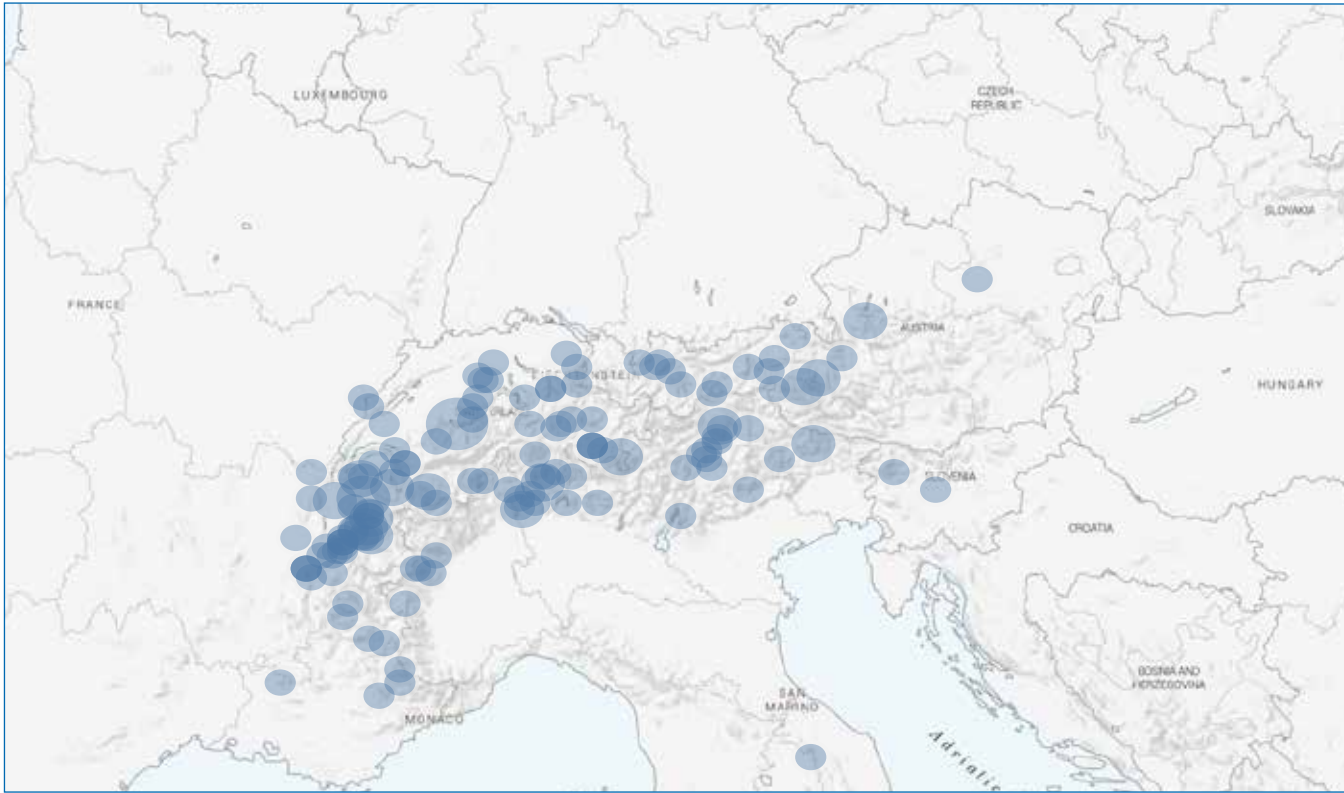 LUXEMBOURG
CZECH
REPUBLIC
SLOVAKIA
FRANCE
AUSTRIA
HUNGARY
SLOVENIA
CROATIA
BOSNIA AND
HERZEGOVINA
SAN
MARINO
MONACO
Adriatic